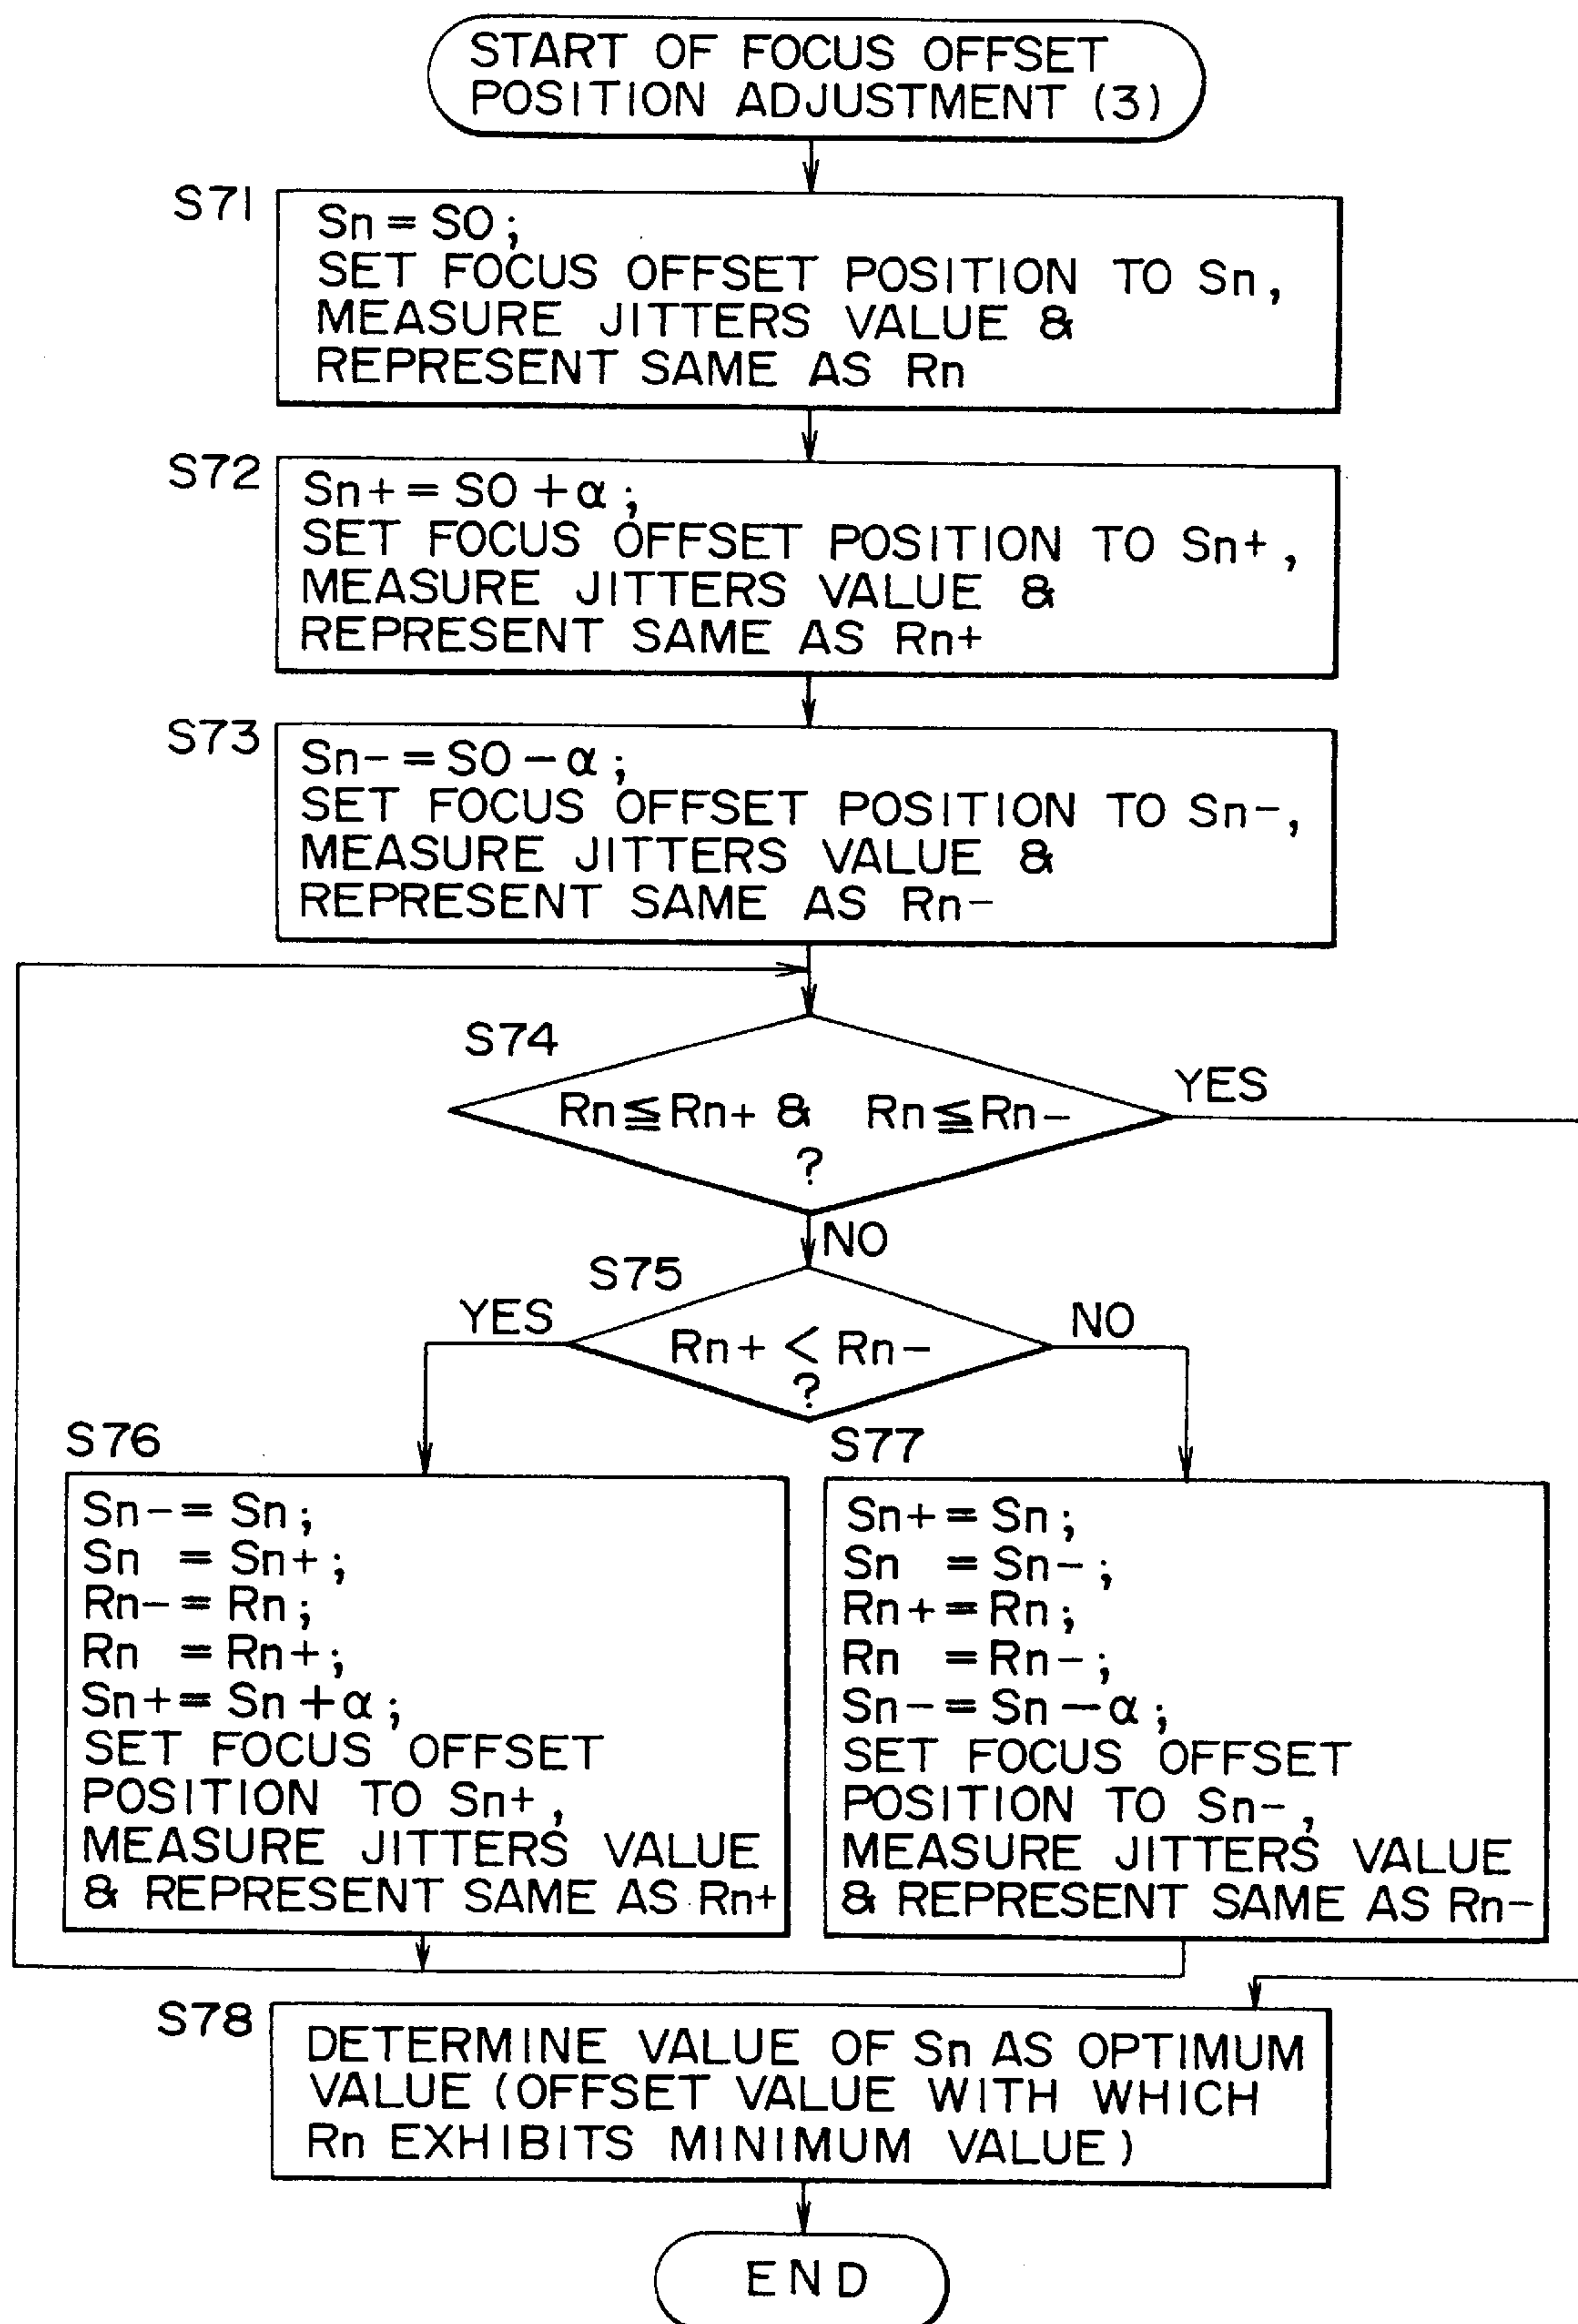 START OF FOCUS OFFSET
POSITION ADJUSTMENT (3)
S71
Sn = SO ;
SET FOCUS OFFSET POSITION TO Sn,
MEASURE JITTERS VALUE &
REPRESENT SAME AS Rn
S72
Sn+ = SO + α ;
SET FOCUS OFFSET POSITION TO Sn+,
MEASURE JITTERS VALUE &
REPRESENT SAME AS Rn+
S73
Sn- = SO - α ;
SET FOCUS OFFSET POSITION TO Sn-,
MEASURE JITTERS VALUE &
REPRESENT SAME AS Rn-
S74
Rn ≦ Rn+ & Rn ≦ Rn-
?
YES
NO
S75
Rn+ < Rn-
?
YES
NO
S76
Sn- = Sn ;
Sn = Sn+ ;
Rn- = Rn ;
Rn = Rn+ ;
Sn+ = Sn + α ;
SET FOCUS OFFSET
POSITION TO Sn+,
MEASURE JITTERS VALUE
& REPRESENT SAME AS Rn+
S77
Sn+ = Sn ;
Sn = Sn- ;
Rn+ = Rn ;
Rn = Rn- ;
Sn- = Sn - α ;
SET FOCUS OFFSET
POSITION TO Sn-,
MEASURE JITTERS VALUE
& REPRESENT SAME AS Rn-
S78
DETERMINE VALUE OF Sn AS OPTIMUM
VALUE (OFFSET VALUE WITH WHICH
Rn EXHIBITS MINIMUM VALUE)
END